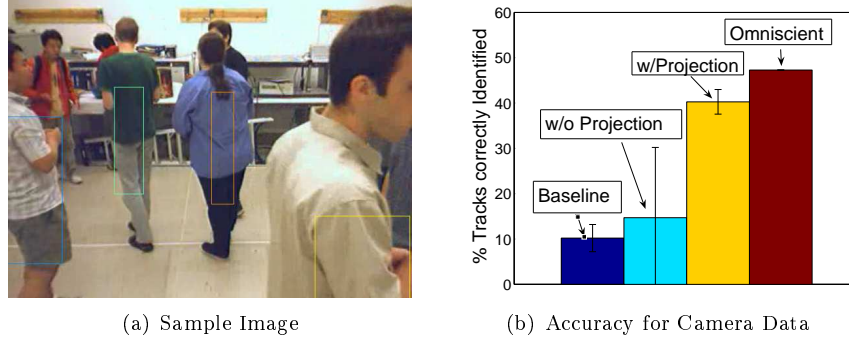 % Tracks correctly Identified
60
50
40
30
20
10
0
Omniscient
w/Projection
w/o Projection
Baseline
(a) Sample Image
(b) Accuracy for Camera Data